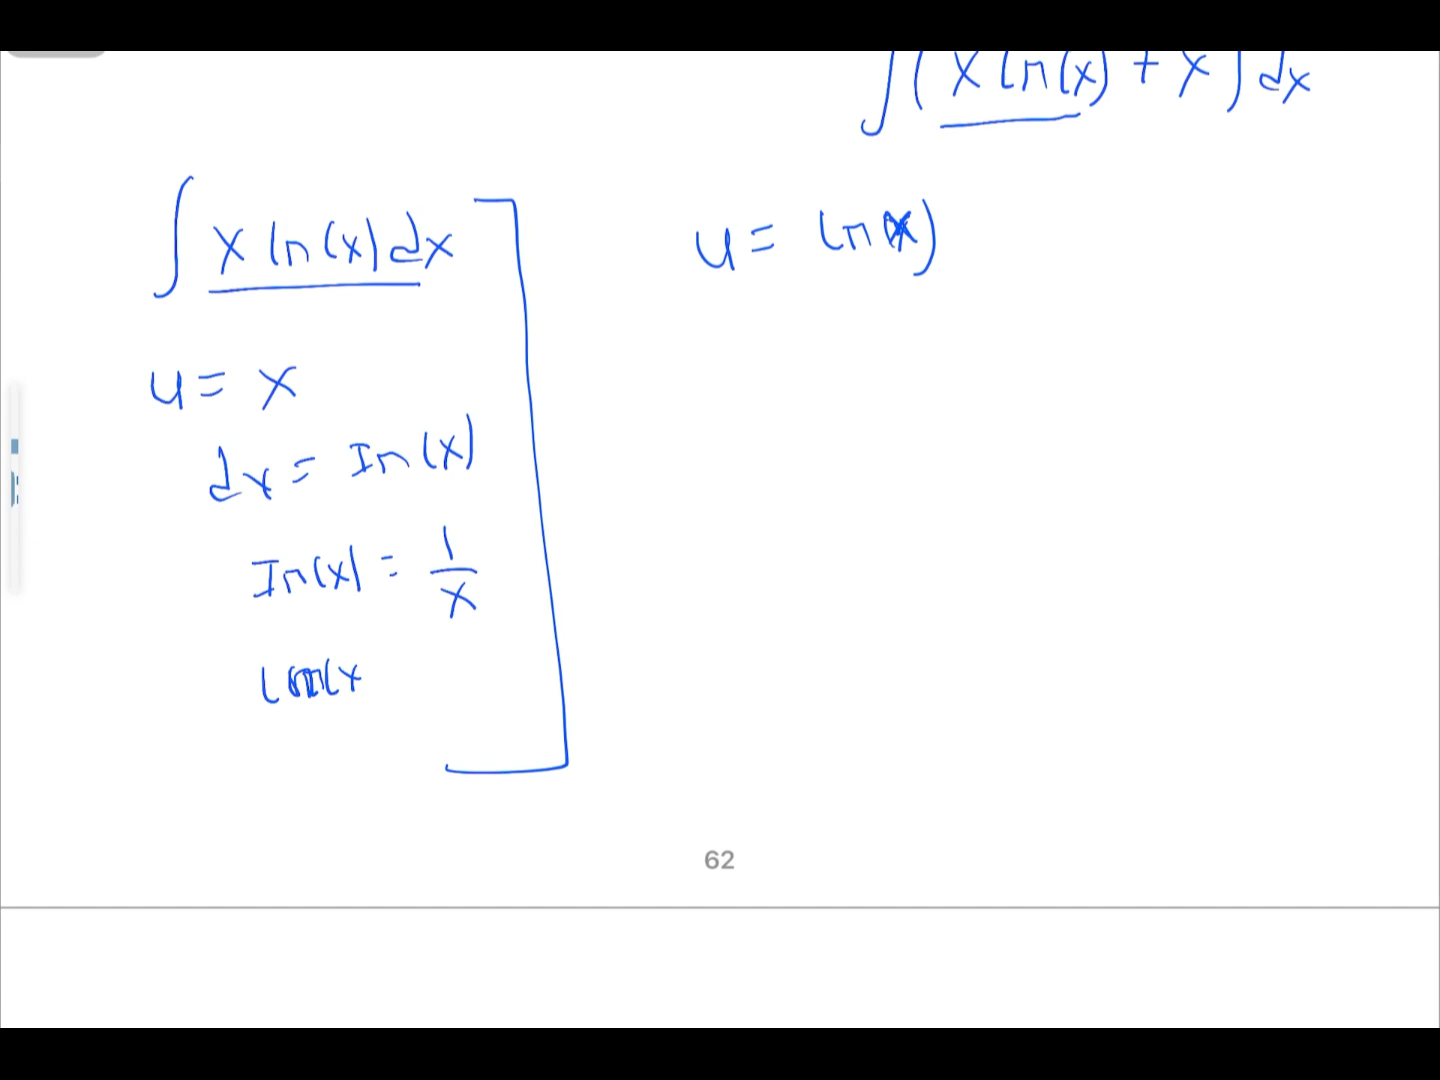 ∫(x ln(x) + x) dx
∫ x ln(x) dx
u = x
dx = In(x)
In(x) = 1/x
u = ln(x)
62